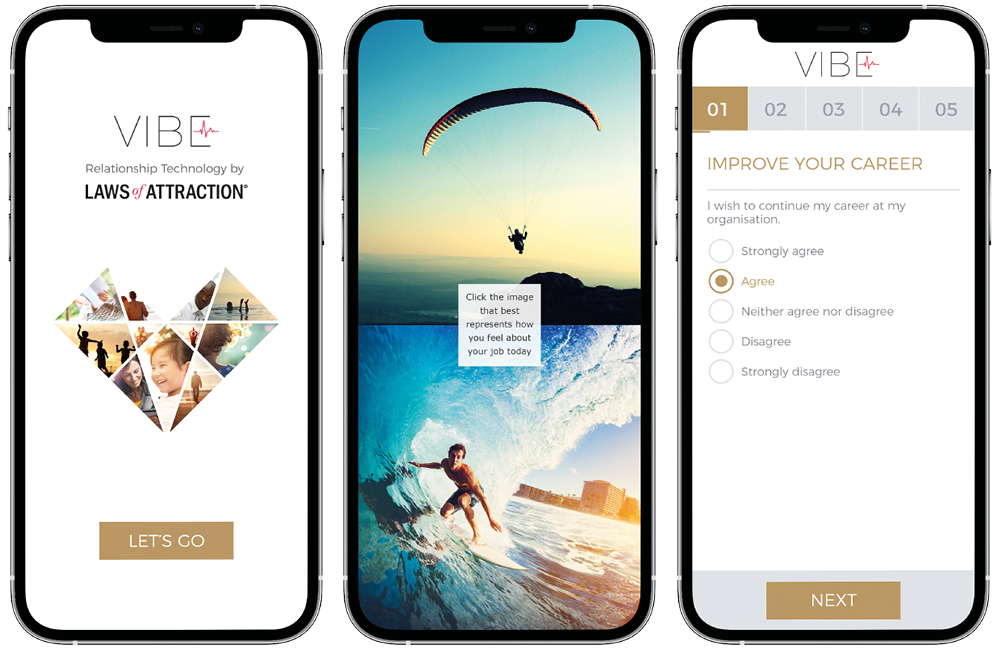 VIBE
Relationship Technology by
LAWS of ATTRACTION®
LET'S GO
Click the image
that best
represents how
you feel about
your job today
VIBE
01 02 03 04 05
IMPROVE YOUR CAREER
I wish to continue my career at my
organisation.
Strongly agree
Agree
Neither agree nor disagree
Disagree
Strongly disagree
NEXT